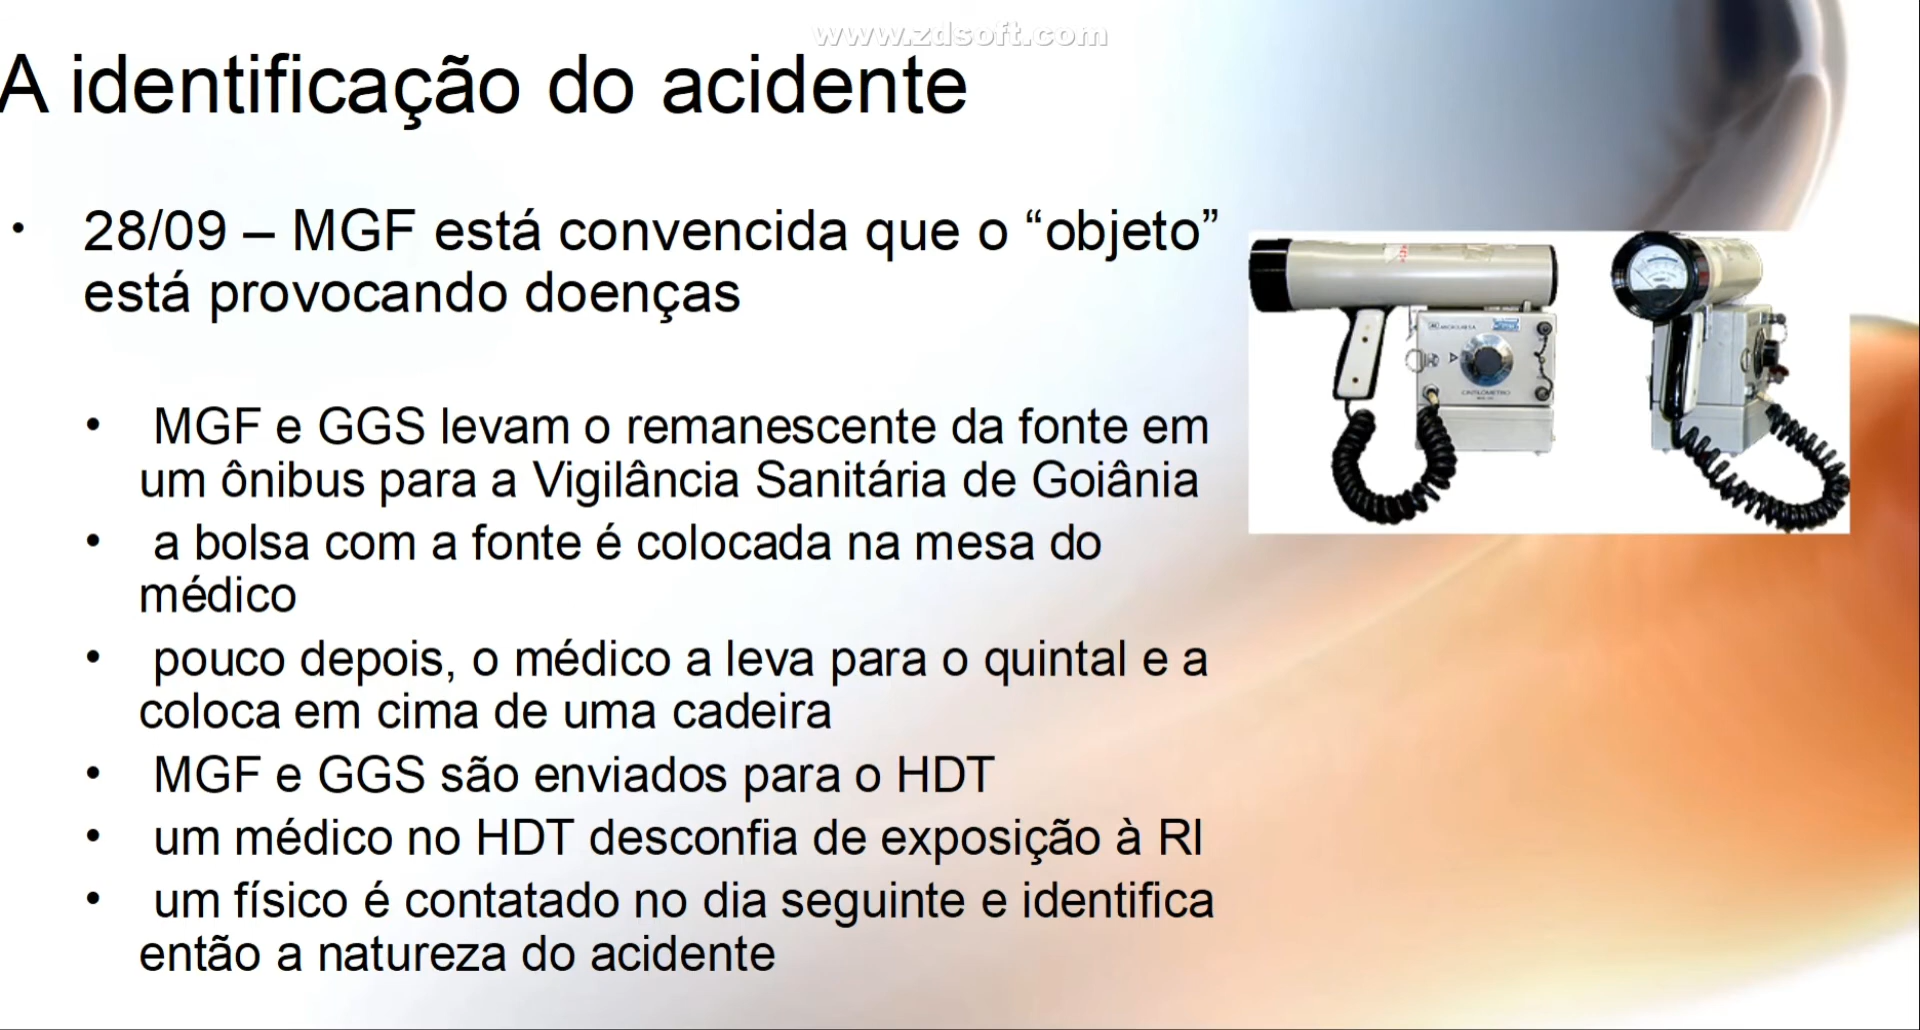 www.zdsoft.com
A identificação do acidente
• 28/09 – MGF está convencida que o “objeto”
está provocando doenças
• MGF e GGS levam o remanescente da fonte em
um ônibus para a Vigilância Sanitária de Goiânia
• a bolsa com a fonte é colocada na mesa do
médico
• pouco depois, o médico a leva para o quintal e a
coloca em cima de uma cadeira
• MGF e GGS são enviados para o HDT
• um médico no HDT desconfia de exposição à RI
• um físico é contatado no dia seguinte e identifica
então a natureza do acidente